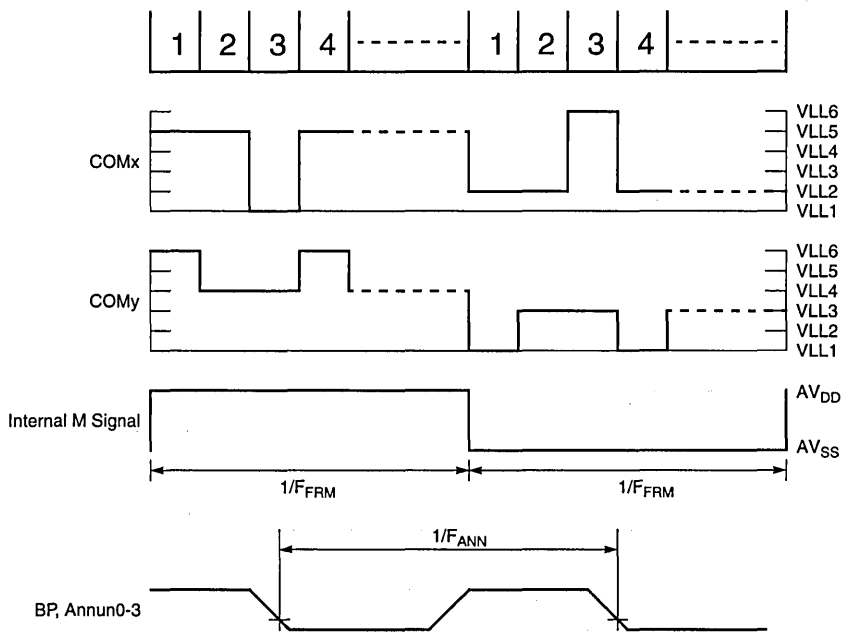 1 2 3 4 1 2 3 4
COMx
VLL6
VLL5
VLL4
VLL3
VLL2
VLL1
COMy
VLL6
VLL5
VLL4
VLL3
VLL2
VLL1
Internal M Signal
AVDD
AVSS
1/FFRM 1/FFRM
1/FANN
BP, Annun0-3